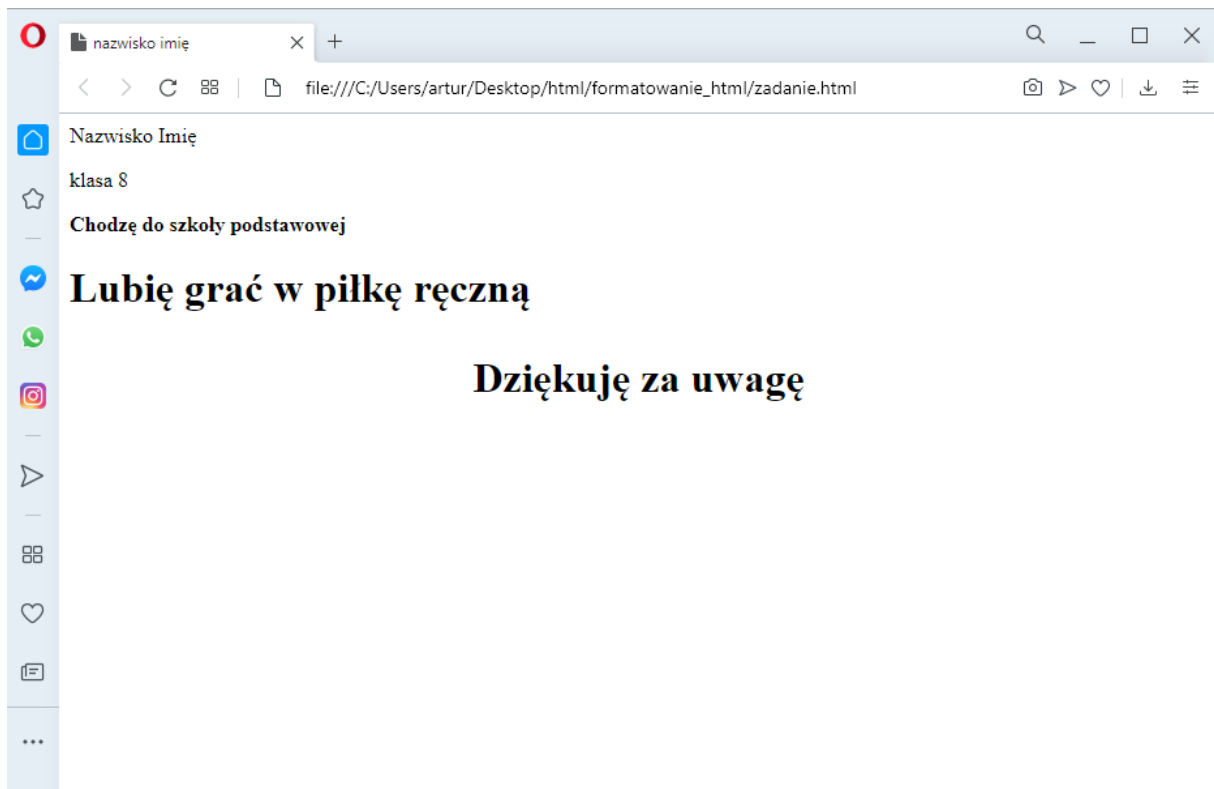 nazwisko imię
file:///C:/Users/artur/Desktop/html/formatowanie_html/zadanie.html
Nazwisko Imię
klasa 8
Chodzę do szkoły podstawowej
Lubię grać w piłkę ręczną
Dziękuję za uwagę